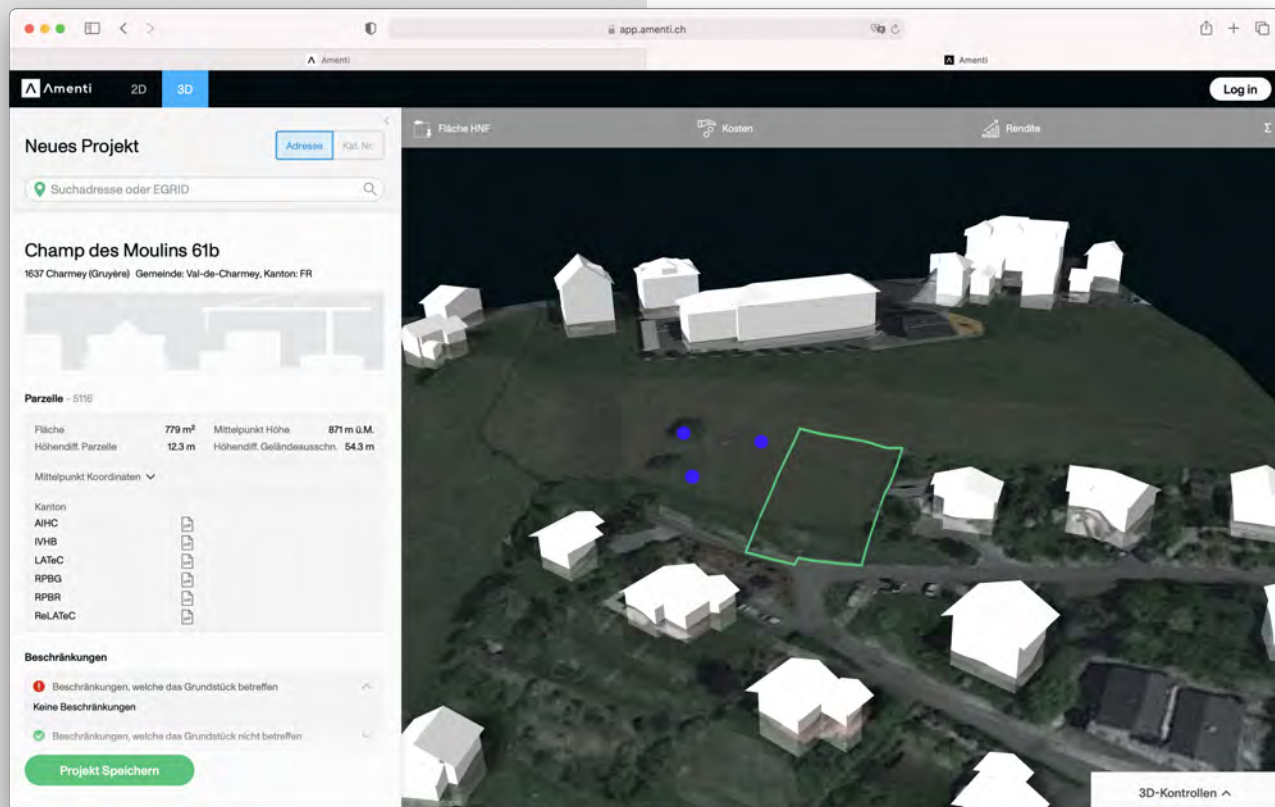 app.amenti.ch
Amenti
Amenti
Amenti
2D
3D
Log in
Neues Projekt
Adresse
Kat. Nr.
Suchadresse oder EGRID
Fläche HNF
Kosten
Rendite
Σ
Champ des Moulins 61b
1637 Charmey (Gruyère) Gemeinde: Val-de-Charmey, Kanton: FR
Parzelle - 5116
Fläche 779 m² Mittelpunkt Höhe 871 m ü.M.
Höhendiff. Parzelle 12.3 m Höhendiff. Geländeausschn. 54.3 m
Mittelpunkt Koordinaten
Kanton
AIHC
IVHB
LATeC
RPBG
RPBR
ReLATeC
Beschränkungen
Beschränkungen, welche das Grundstück betreffen
Keine Beschränkungen
Beschränkungen, welche das Grundstück nicht betreffen
Projekt Speichern
3D-Kontrollen